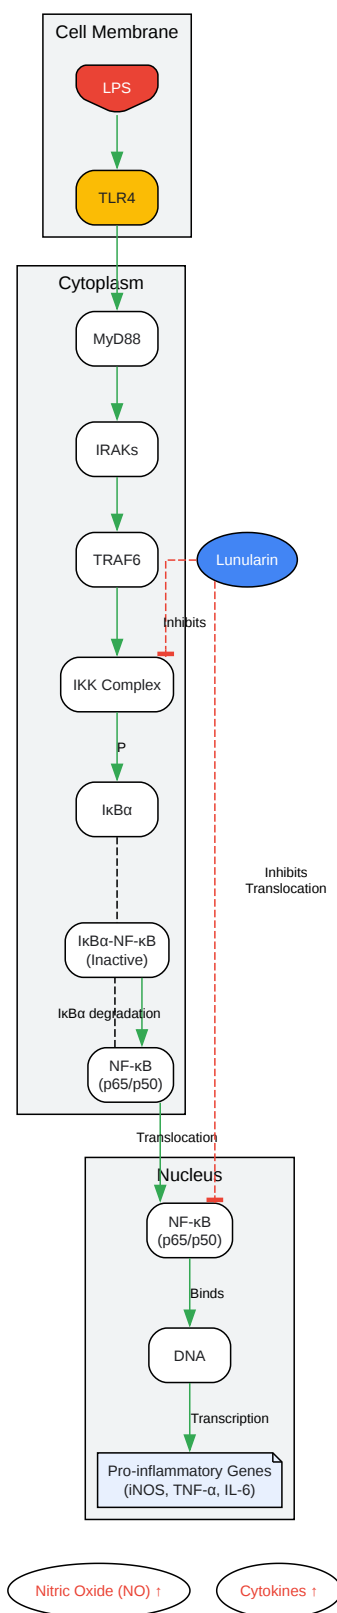 Cell Membrane
LPS
TLR4
Cytoplasm
MyD88
IRAKs
TRAF6
Lunularin
Inhibits
IKK Complex
P
IκBα
Inhibits
Translocation
IκBα-NF-κB
(Inactive)
IκBα degradation
NF-κB
(p65/p50)
Translocation
Nucleus
NF-κB
(p65/p50)
Binds
DNA
Transcription
Pro-inflammatory Genes
(iNOS, TNF-α, IL-6)
Nitric Oxide (NO) ↑
Cytokines ↑